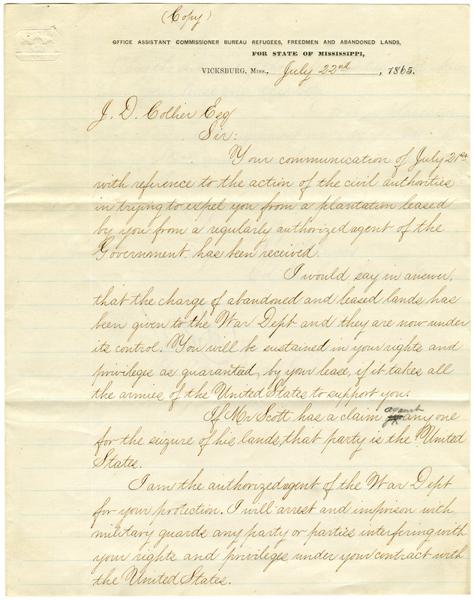 (Copy)
OFFICE ASSISTANT COMMISSIONER BUREAU REFUGEES, FREEDMEN AND ABANDONED LANDS,
FOR STATE OF MISSISSIPPI,
VICKSBURG, Miss., July 22nd, 1865.
J. D. Collier Esq
Sir:
Your communication of July 21st
with reference to the action of the civil authorities
in trying to expel you from a plantation leased
by you from a regularly authorized agent of the
Government has been received.
I would say in answer,
that the charge of abandoned and leased lands has
been given to the War Dept and they are now under
its control. You will be sustained in your rights and
privileges as guaranteed, by your lease, if it takes all
the armies of the United States to support you.
If Mr Scott has a claim against any one
for the seizure of his lands, that party is the United
States.
I am the authorized agent of the War Dept
for your protection. I will arrest and imprison with
military guards any party or parties interfering with
your rights and privileges under your contract with
the United States.